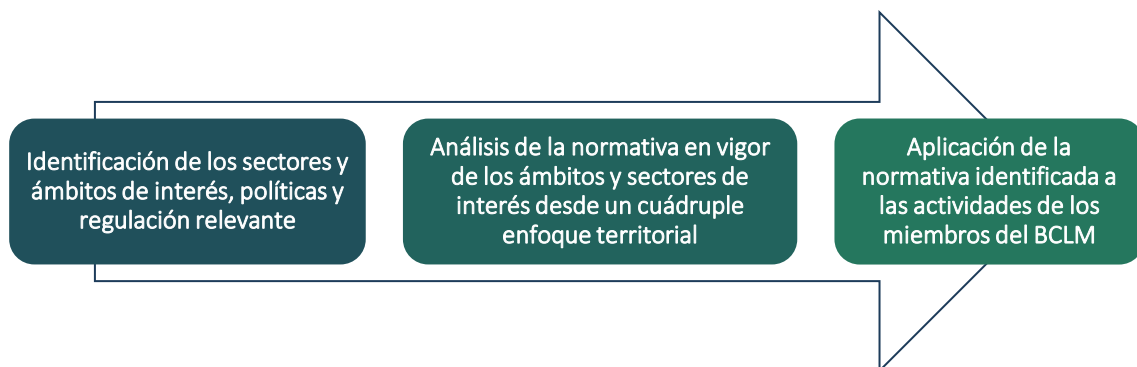 Identificación de los sectores y
ámbitos de interés, políticas y
regulación relevante
Análisis de la normativa en vigor
de los ámbitos y sectores de
interés desde un cuádruple
enfoque territorial
Aplicación de la
normativa identificada a
las actividades de los
miembros del BCLM